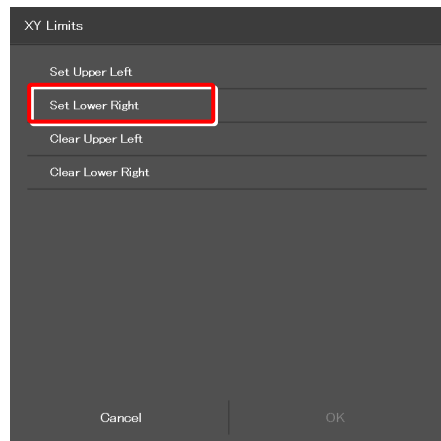 XY Limits
Set Upper Left
Set Lower Right
Clear Upper Left
Clear Lower Right
Cancel
OK